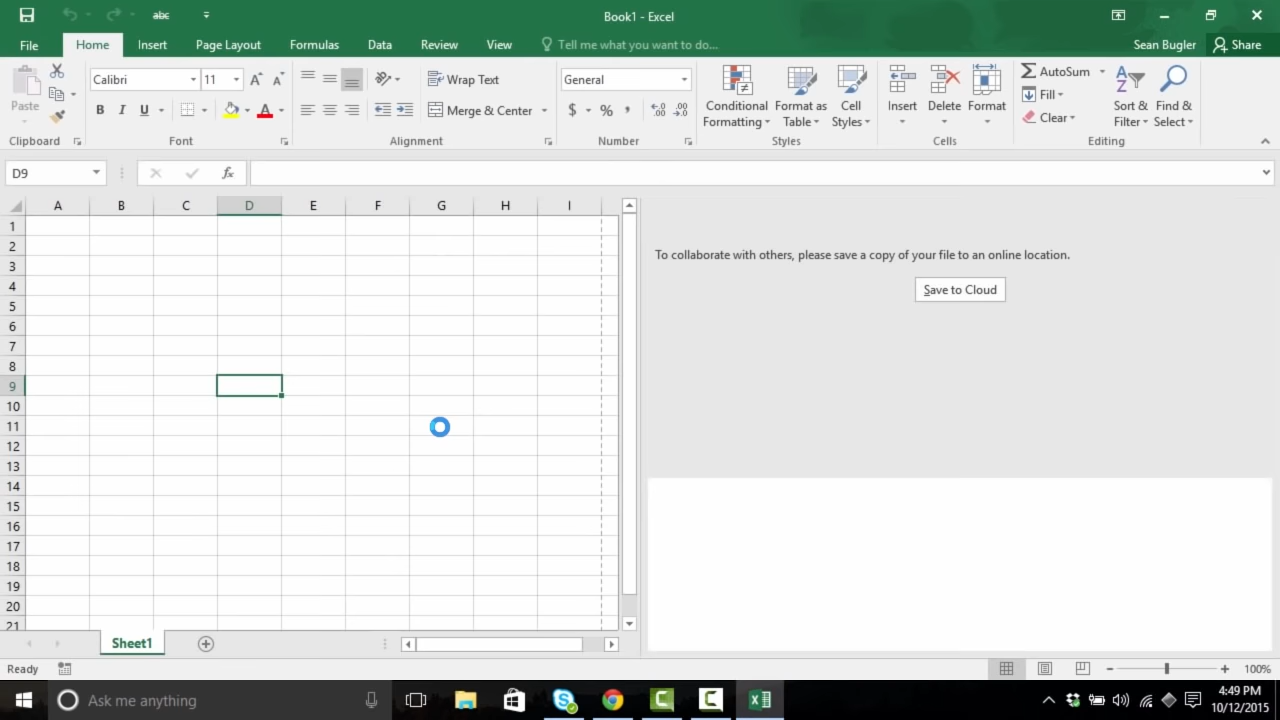 abc
Book1 - Excel
File Home Insert Page Layout Formulas Data Review View Tell me what you want to do... Sean Bugler Share
Paste
Calibri 11
B I U A
Wrap Text
Merge & Center
General
$ % ,
Conditional Formatting
Format as Table
Cell Styles
Insert Delete Format
AutoSum
Fill
Clear
Sort & Filter
Find & Select
Clipboard Font Alignment Number Styles Cells Editing
D9 fx
A B C D E F G H I
1
2
3
4
5
6
7
8
9
10
11
12
13
14
15
16
17
18
19
20
21
To collaborate with others, please save a copy of your file to an online location.
Save to Cloud
Sheet1
Ready 100%
Ask me anything
4:49 PM
10/12/2015